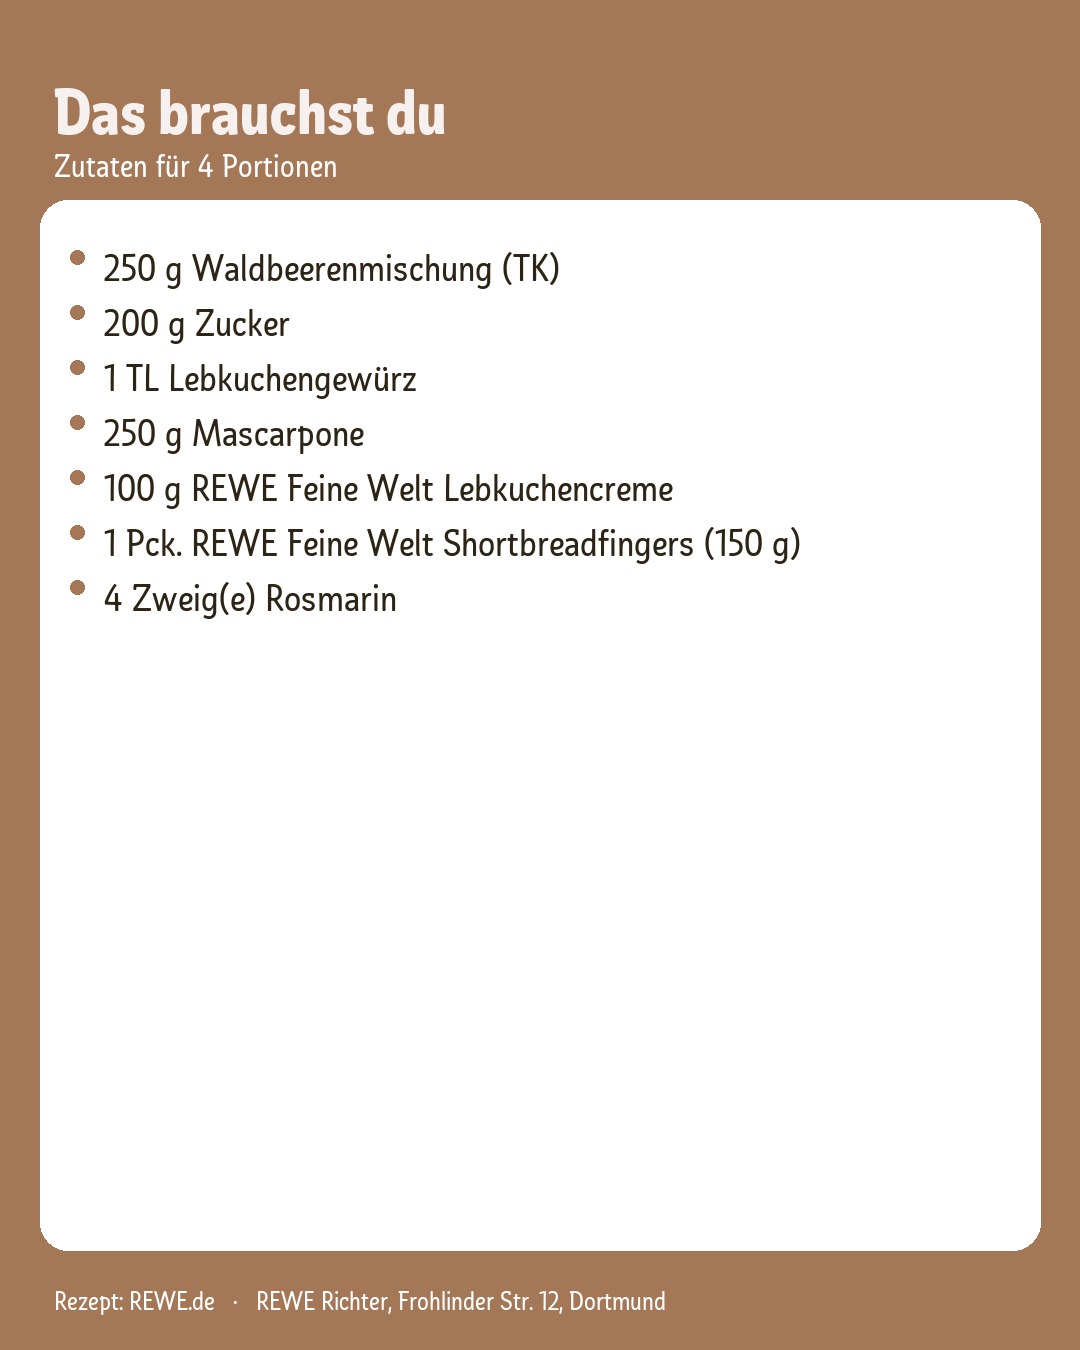 Das brauchst du
Zutaten für 4 Portionen
250 g Waldbeerenmischung (TK)
200 g Zucker
1 TL Lebkuchengewürz
250 g Mascarpone
100 g REWE Feine Welt Lebkuchencreme
1 Pck. REWE Feine Welt Shortbreadfingers (150 g)
4 Zweig(e) Rosmarin
Rezept: REWE.de · REWE Richter, Frohlinder Str. 12, Dortmund